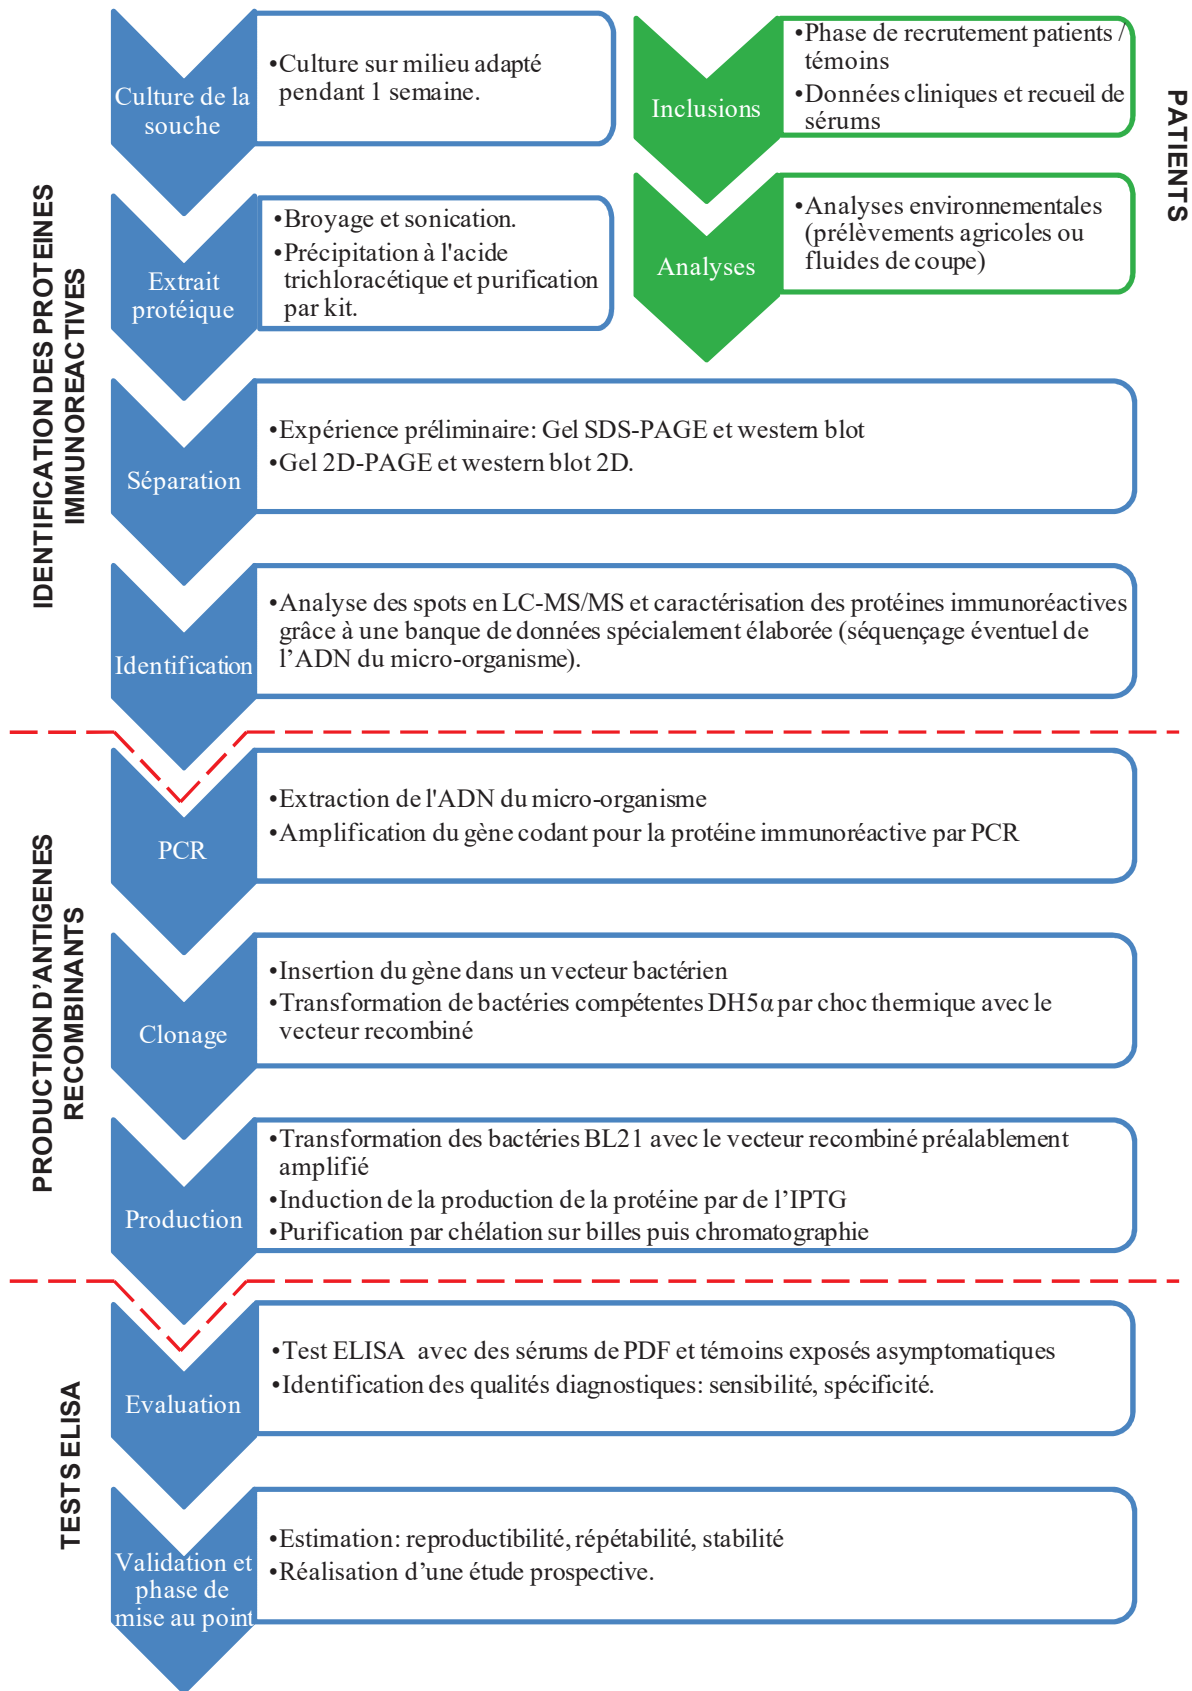 IDENTIFICATION DES PROTEINES
IMMUNOREACTIVES
Culture de la
souche
•Culture sur milieu adapté
pendant 1 semaine.
Extrait
protéique
•Broyage et sonication.
•Précipitation à l'acide
trichloracétique et purification
par kit.
PATIENTS
Inclusions
•Phase de recrutement patients /
témoins
•Données cliniques et recueil de
sérums
Analyses
•Analyses environnementales
(prélèvements agricoles ou
fluides de coupe)
Séparation
•Expérience préliminaire: Gel SDS-PAGE et western blot
•Gel 2D-PAGE et western blot 2D.
Identification
•Analyse des spots en LC-MS/MS et caractérisation des protéines immunoréactives
grâce à une banque de données spécialement élaborée (séquençage éventuel de
l’ADN du micro-organisme).
PRODUCTION D’ANTIGENES
RECOMBINANTS
PCR
•Extraction de l'ADN du micro-organisme
•Amplification du gène codant pour la protéine immunoréactive par PCR
Clonage
•Insertion du gène dans un vecteur bactérien
•Transformation de bactéries compétentes DH5α par choc thermique avec le
vecteur recombiné
Production
•Transformation des bactéries BL21 avec le vecteur recombiné préalablement
amplifié
•Induction de la production de la protéine par de l’IPTG
•Purification par chélation sur billes puis chromatographie
TESTS ELISA
Evaluation
•Test ELISA avec des sérums de PDF et témoins exposés asymptomatiques
•Identification des qualités diagnostiques: sensibilité, spécificité.
Validation et
phase de
mise au point
•Estimation: reproductibilité, répétabilité, stabilité
•Réalisation d’une étude prospective.